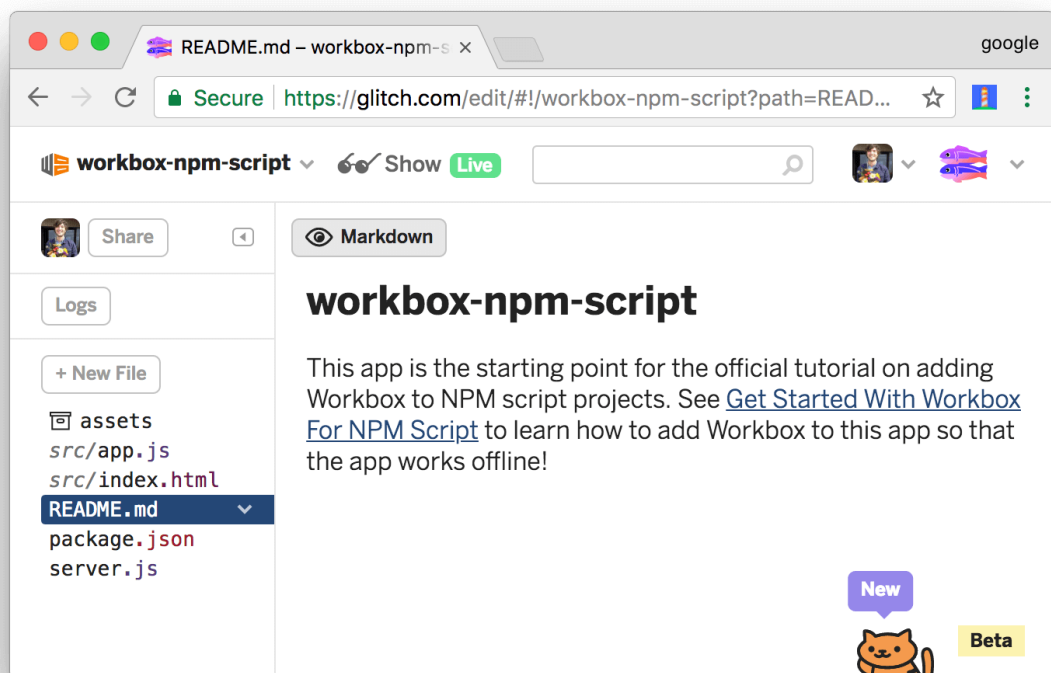 README.md – workbox-npm-s
google
Secure https://glitch.com/edit/#!/workbox-npm-script?path=READ...
workbox-npm-script Show Live
Share
Markdown
Logs
+ New File
assets
src/app.js
src/index.html
README.md
package.json
server.js
workbox-npm-script
This app is the starting point for the official tutorial on adding
Workbox to NPM script projects. See Get Started With Workbox
For NPM Script to learn how to add Workbox to this app so that
the app works offline!
New
Beta